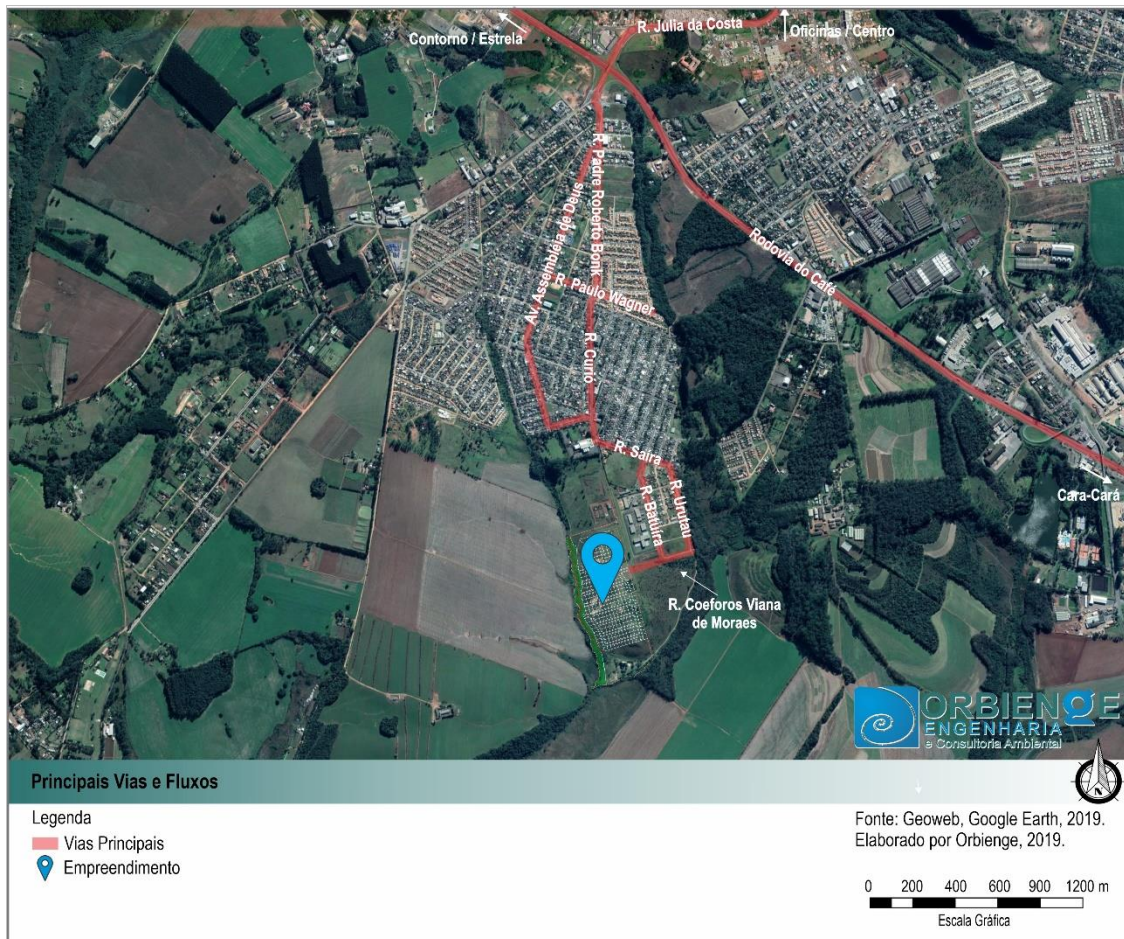 R. Julia da Costa
Contorno / Estrela
Oficinas / Centro
R. Padre Roberto Bonk
Av. Assembleia de Deus
Rodovia do Café
R. Paulo Wagner
R. Curió
R. Saíra
R. Urutau
R. Batuíra
Cara-Cará
R. Coeforos Viana
de Moraes
ORBIENGE
ENGENHARIA
e Consultoria Ambiental
Principais Vias e Fluxos
N
Legenda
Vias Principais
Empreendimento
Fonte: Geoweb, Google Earth, 2019.
Elaborado por Orbienge, 2019.
0 200 400 600 900 1200 m
Escala Gráfica